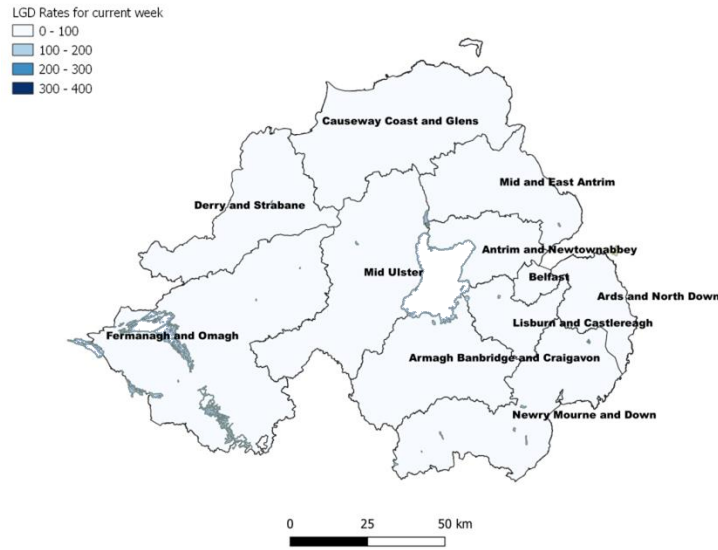 LGD Rates for current week
0 - 100
100 - 200
200 - 300
300 - 400
Causeway Coast and Glens
Mid and East Antrim
Derry and Strabane
Antrim and Newtownabbey
Mid Ulster
Belfast
Ards and North Down
Lisburn and Castlereagh
Fermanagh and Omagh
Armagh Banbridge and Craigavon
Newry Mourne and Down
0 25 50 km